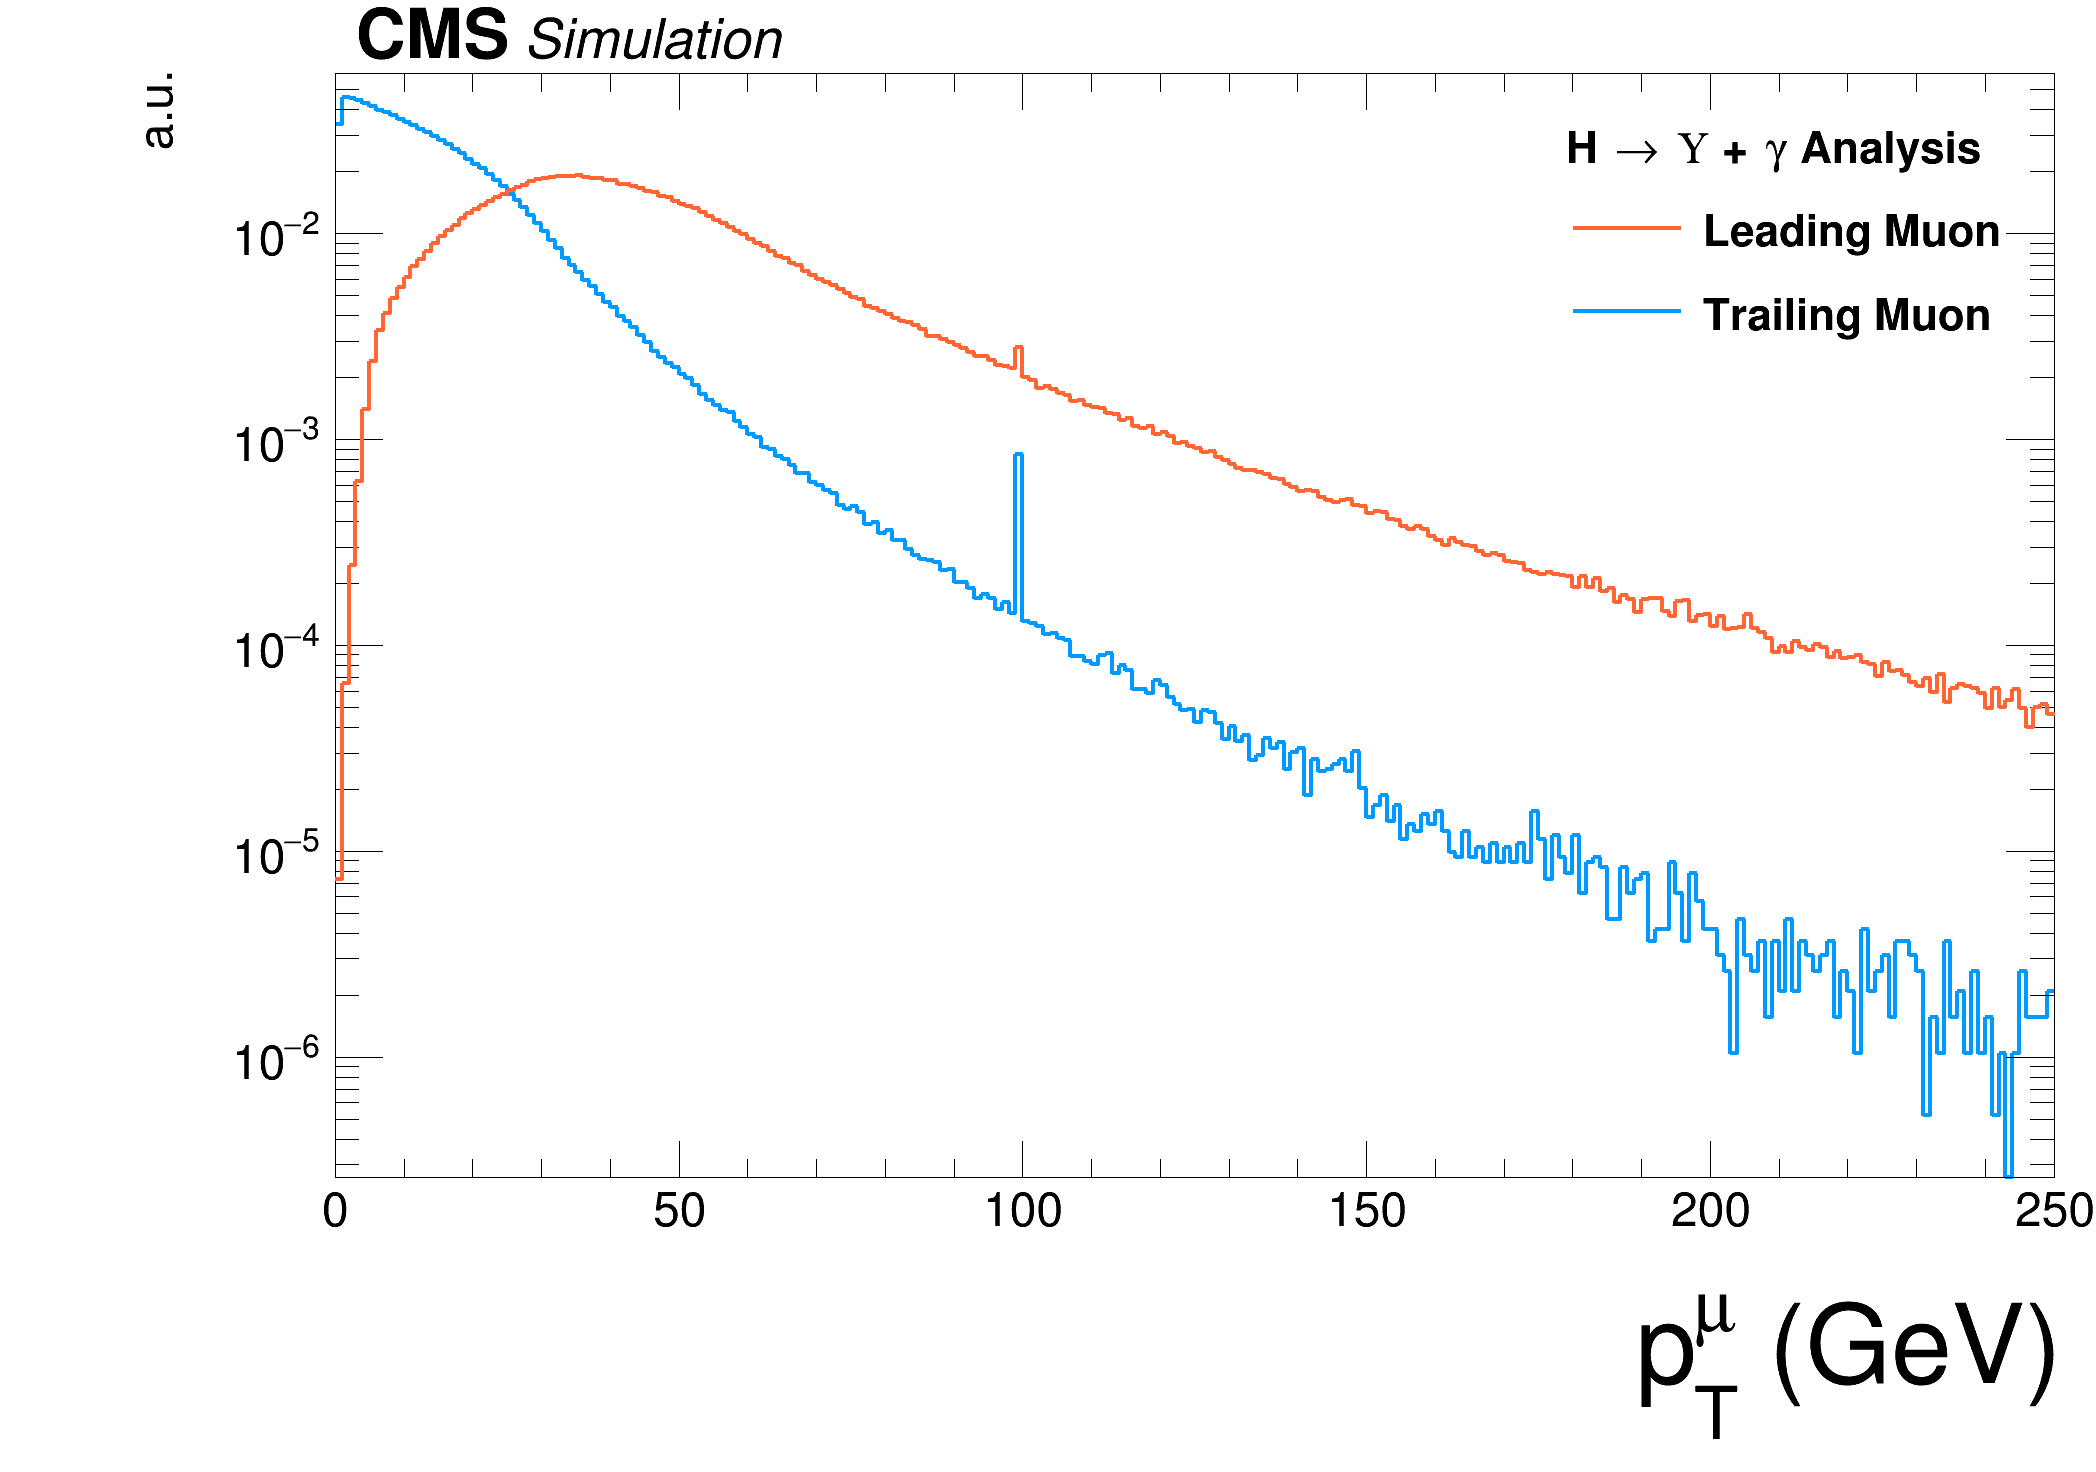 CMS Simulation
a.u.
H → Υ + γ Analysis
Leading Muon
Trailing Muon
10⁻²
10⁻³
10⁻⁴
10⁻⁵
10⁻⁶
0 50 100 150 200 250
p_T^μ (GeV)